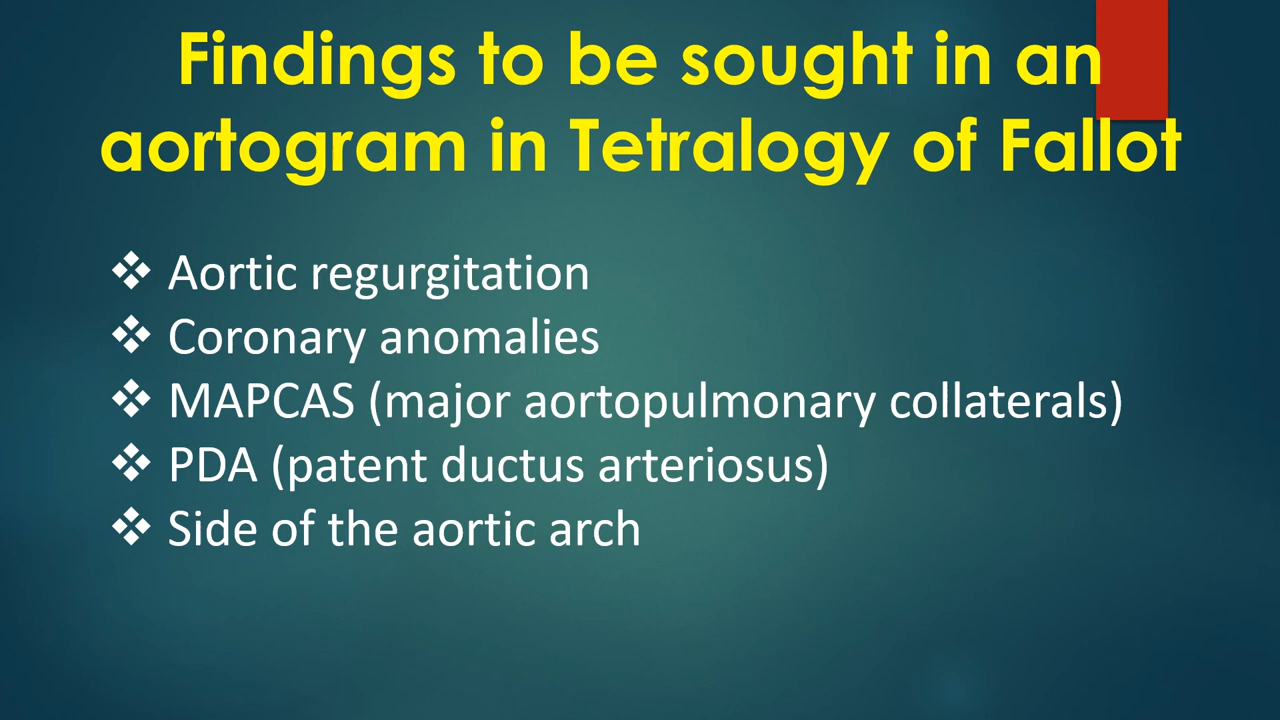 Findings to be sought in an
aortogram in Tetralogy of Fallot
❖ Aortic regurgitation
❖ Coronary anomalies
❖ MAPCAS (major aortopulmonary collaterals)
❖ PDA (patent ductus arteriosus)
❖ Side of the aortic arch